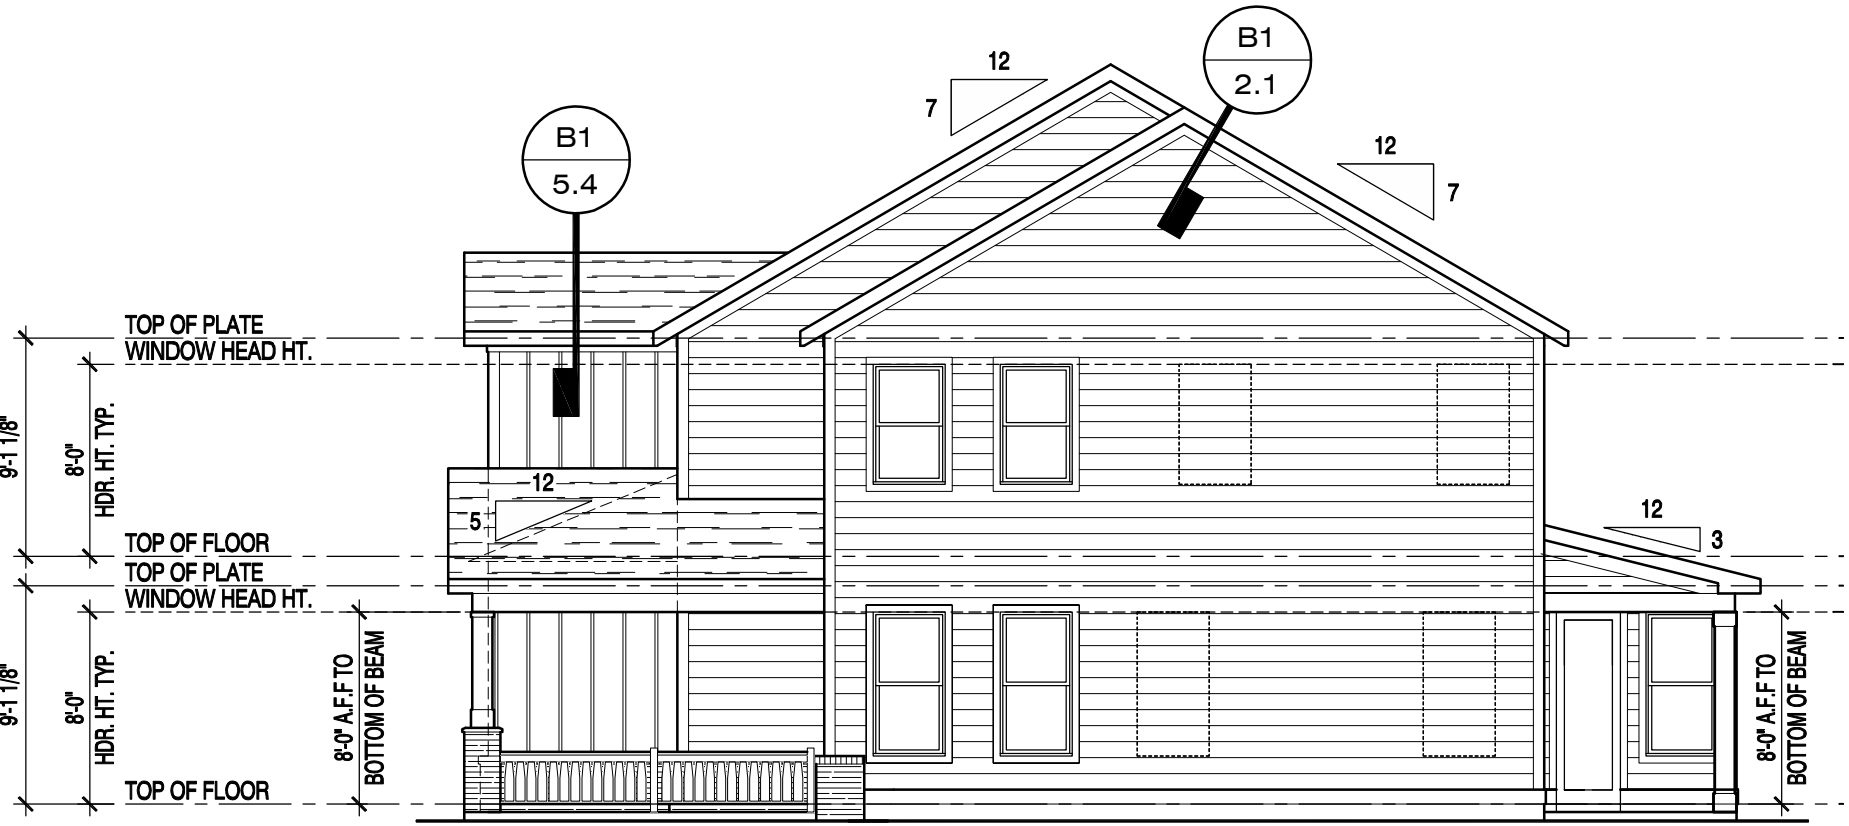 B1
2.1
12
7
B1
5.4
12
7
TOP OF PLATE
WINDOW HEAD HT.
9'-1 1/8"
8'-0"
HDR. HT. TYP.
12
5
12
3
TOP OF FLOOR
TOP OF PLATE
WINDOW HEAD HT.
9'-1 1/8"
8'-0"
HDR. HT. TYP.
8'-0" A.F.F TO
BOTTOM OF BEAM
8'-0" A.F.F TO
BOTTOM OF BEAM
TOP OF FLOOR